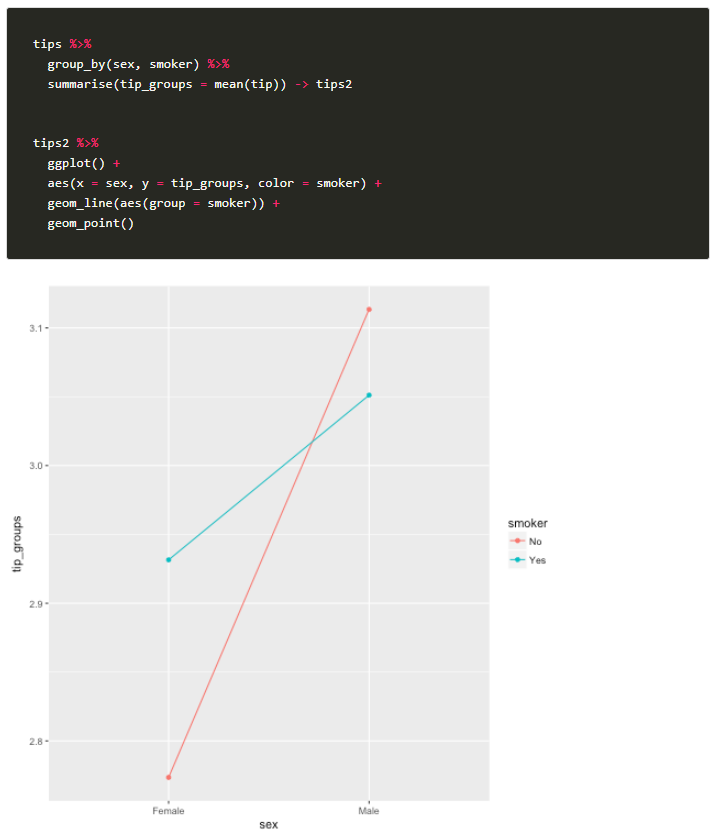 tips %>%
group_by(sex, smoker) %>%
summarise(tip_groups = mean(tip)) -> tips2
tips2 %>%
ggplot() +
aes(x = sex, y = tip_groups, color = smoker) +
geom_line(aes(group = smoker)) +
geom_point()
3.1
3.0
2.9
2.8
tip_groups
Female Male
sex
smoker
No
Yes